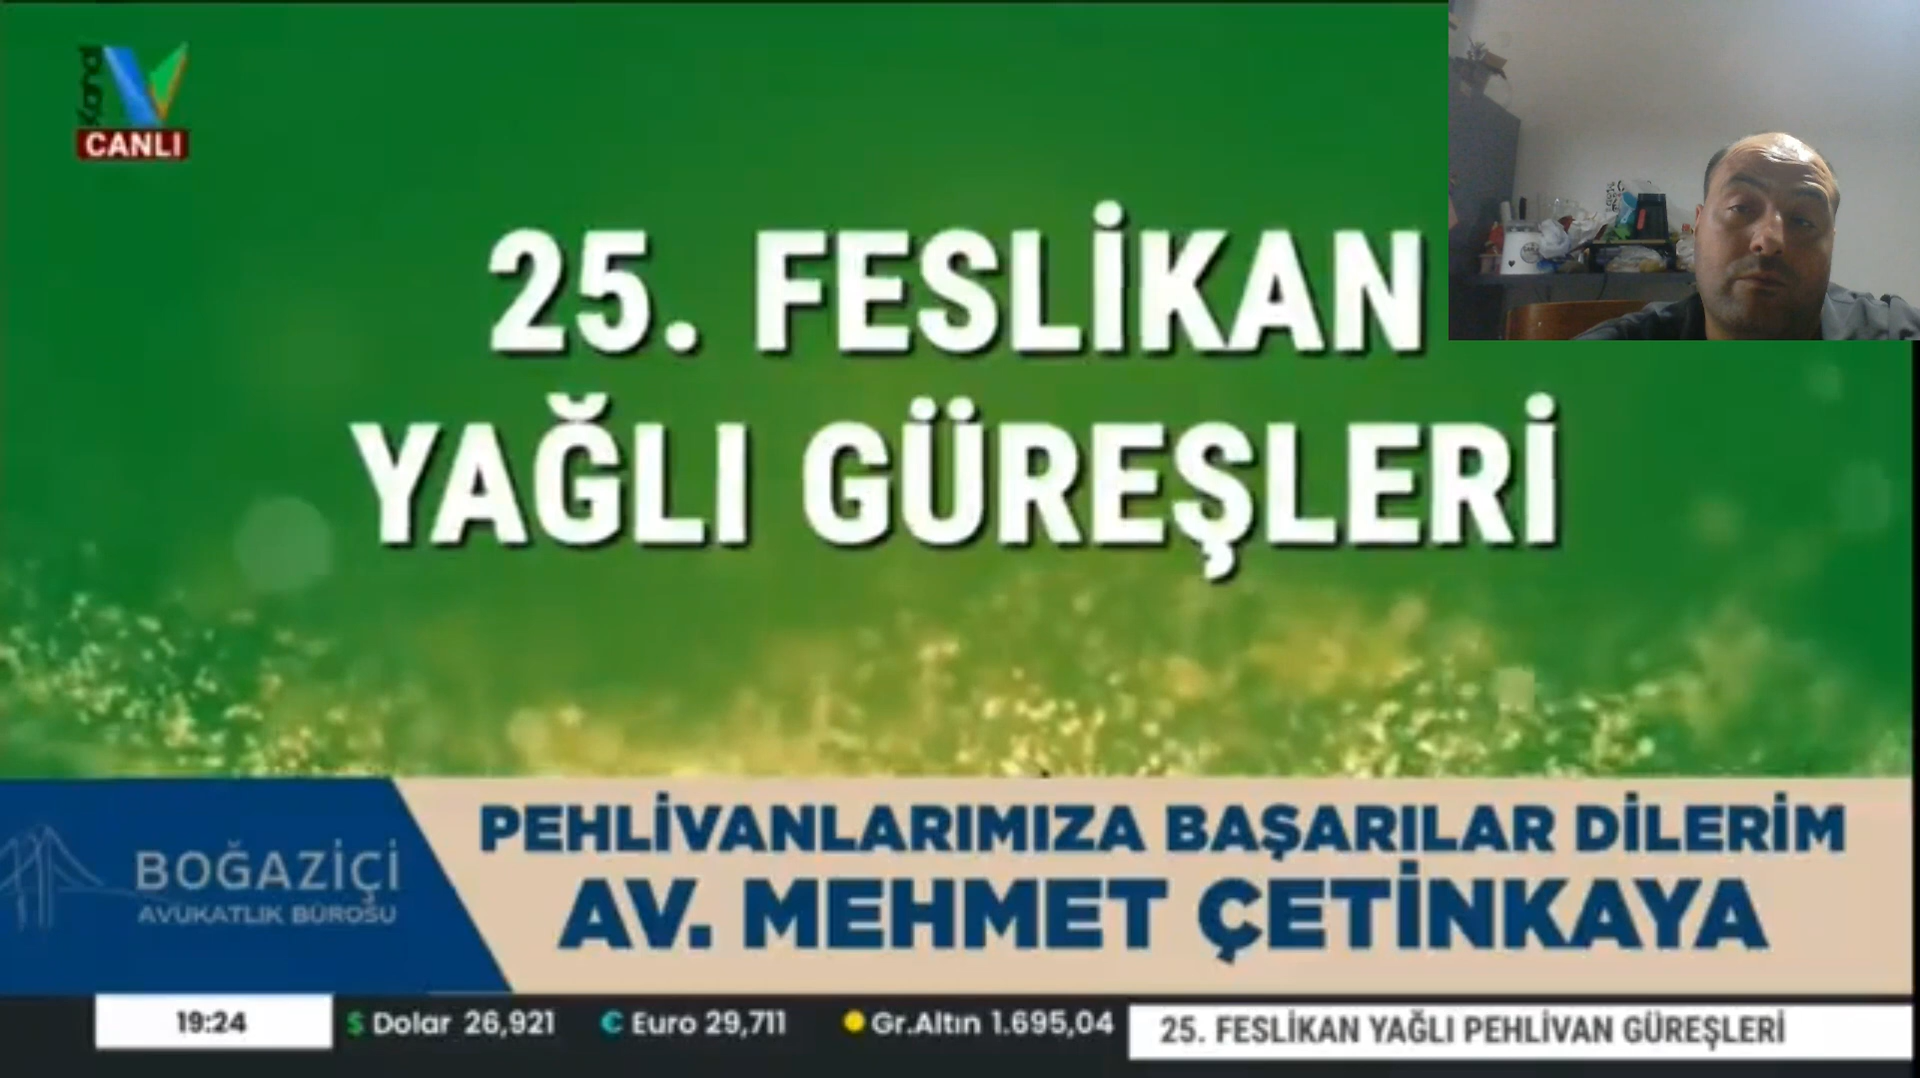 Kanal V
CANLI
25. FESLİKAN
YAĞLI GÜREŞLERİ
BOĞAZİÇİ
AVUKATLIK BÜROSU
PEHLİVANLARIMIZA BAŞARILAR DİLERİM
AV. MEHMET ÇETİNKAYA
19:24
$ Dolar 26,921
€ Euro 29,711
Gr.Altın 1.695,04
25. FESLİKAN YAĞLI PEHLİVAN GÜREŞLERİ